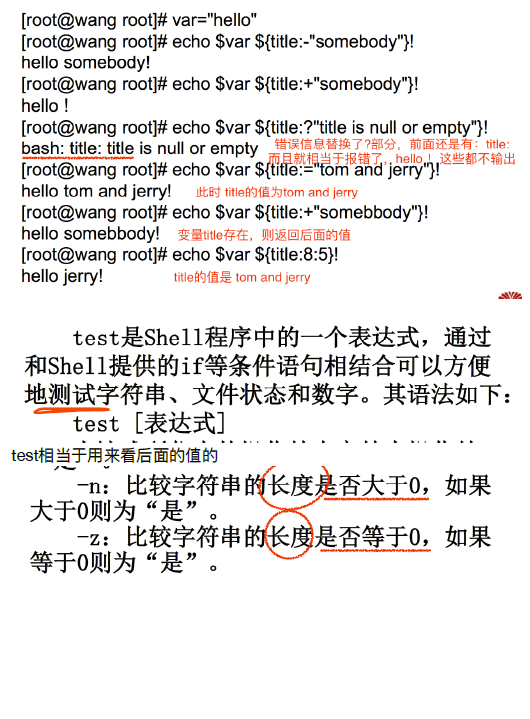 [root@wang root]# var="hello"
[root@wang root]# echo $var ${title:-"somebody"}!
hello somebody!
[root@wang root]# echo $var ${title:+"somebody"}!
hello !
[root@wang root]# echo $var ${title:?"title is null or empty"}!
bash: title: title is null or empty 错误信息替换了?部分，前面还是有：title:
而且就相当于报错了，hello ！这些都不输出
[root@wang root]# echo $var ${title:="tom and jerry"}!
hello tom and jerry! 此时 title的值为tom and jerry
[root@wang root]# echo $var ${title:+"somebbody"}!
hello somebbody! 变量title存在，则返回后面的值
[root@wang root]# echo $var ${title:8:5}!
hello jerry! title的值是 tom and jerry
test是Shell程序中的一个表达式，通过
和Shell提供的if等条件语句相结合可以方便
地测试字符串、文件状态和数字。其语法如下：
test [表达式]
test相当于用来看后面的值的
-n：比较字符串的长度是否大于0，如果
大于0则为“是”。
-z：比较字符串的长度是否等于0，如果
等于0则为“是”。